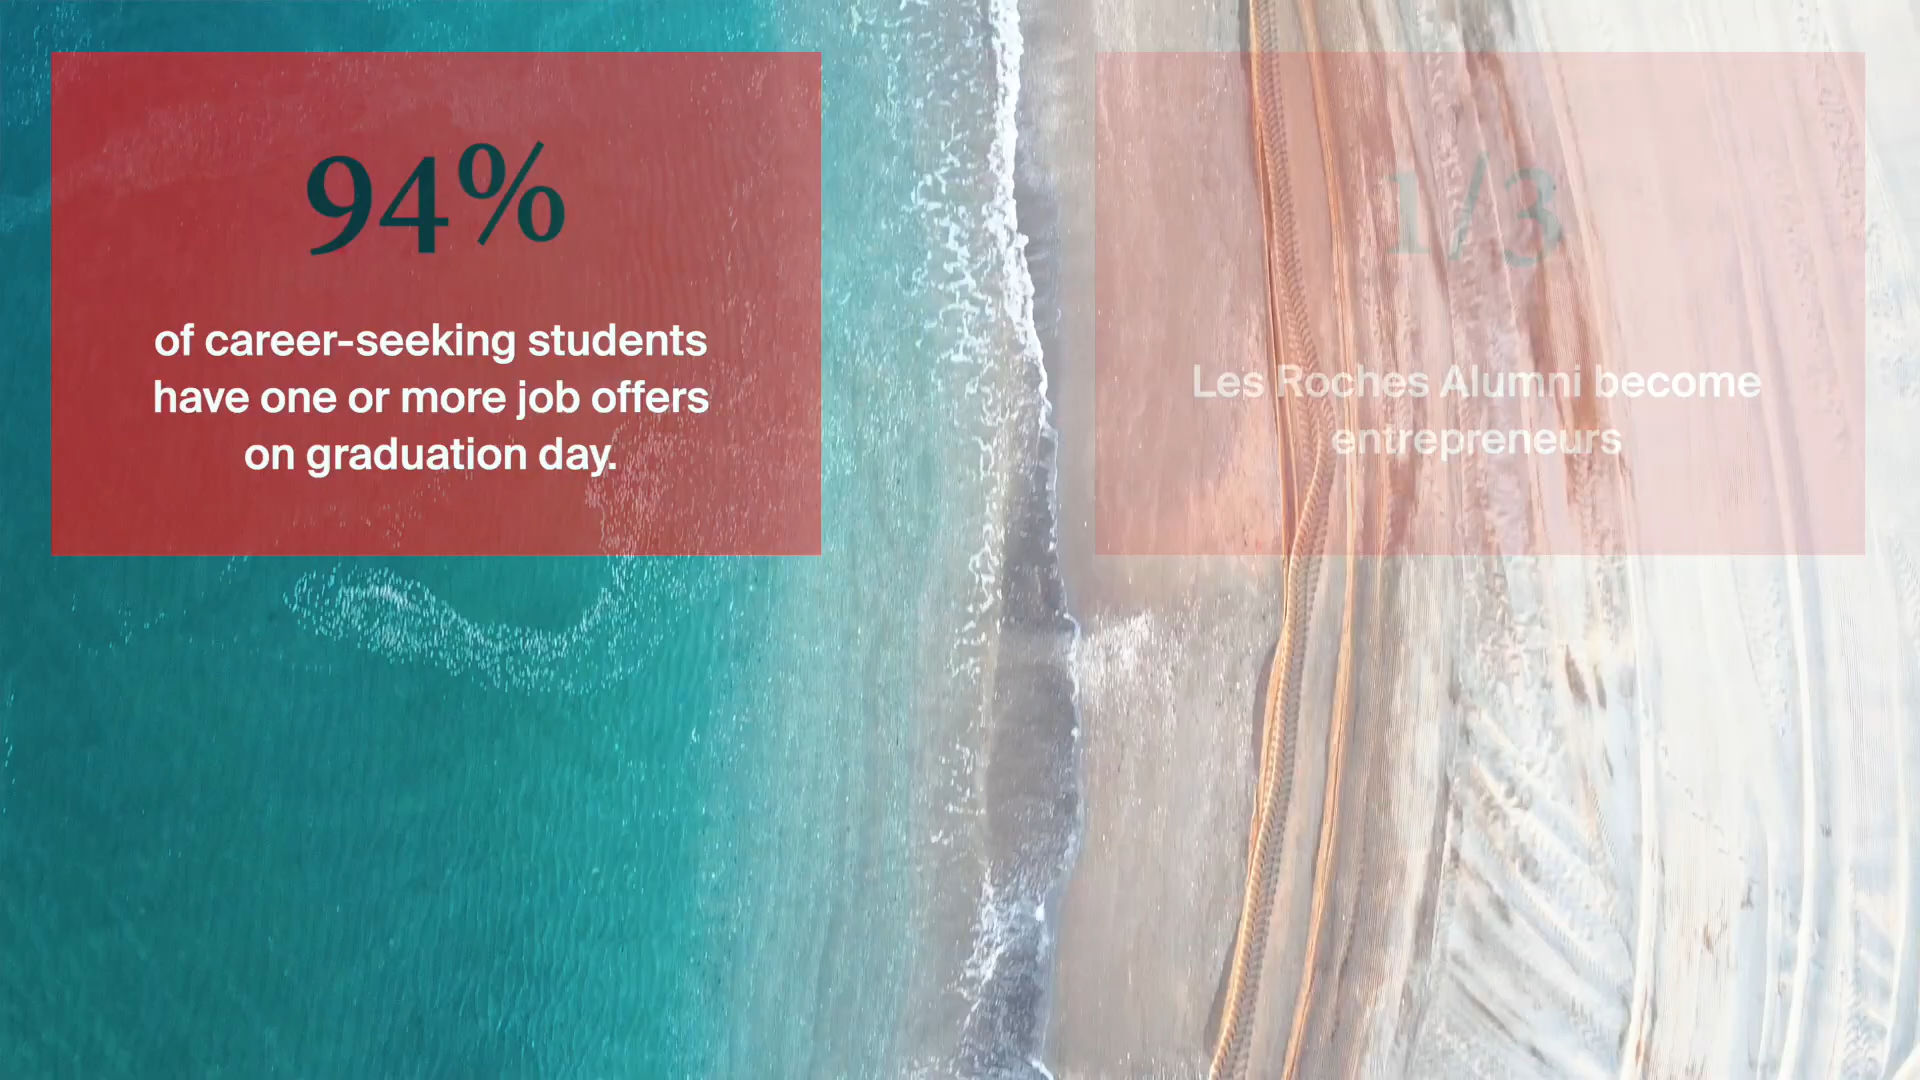 94%
of career-seeking students
have one or more job offers
on graduation day.
1/3
Les Roches Alumni become
entrepreneurs